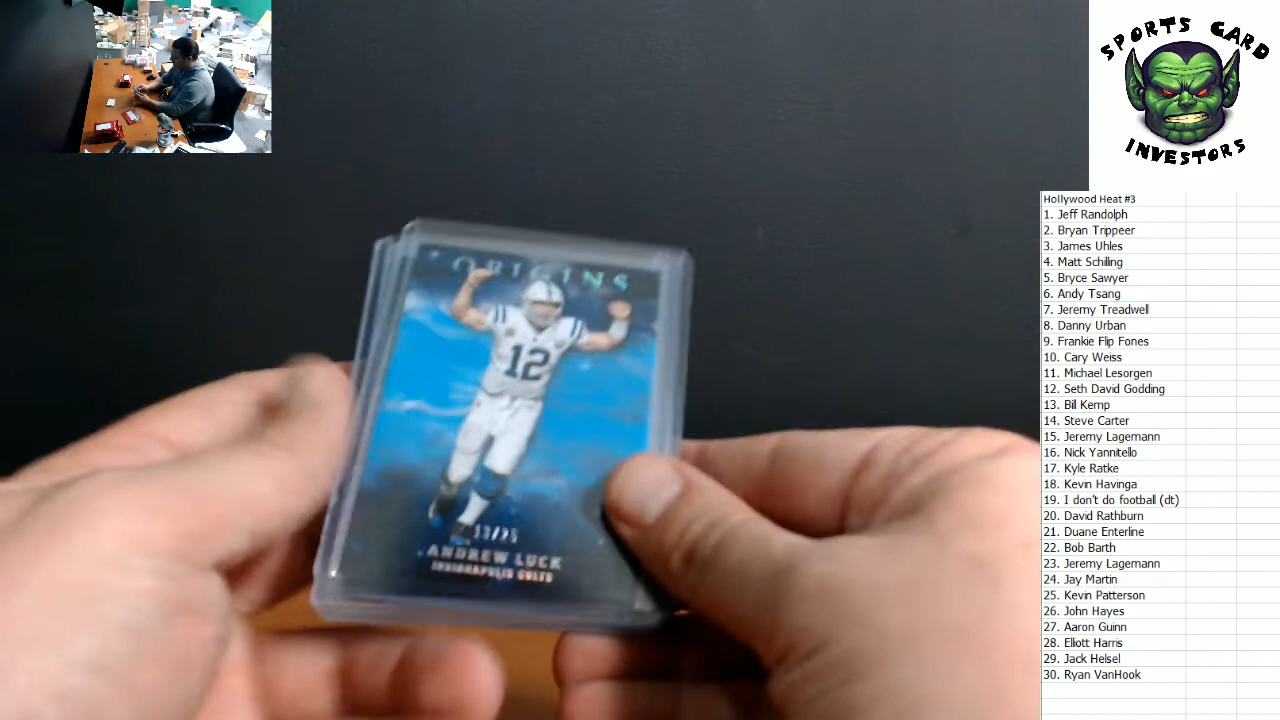 SPORTS CARD
INVESTORS
Hollywood Heat #3
1. Jeff Randolph
2. Bryan Trippeer
3. James Uhles
4. Matt Schiling
5. Bryce Sawyer
6. Andy Tsang
7. Jeremy Treadwell
8. Danny Urban
9. Frankie Flip Fones
10. Cary Weiss
11. Michael Lesorgen
12. Seth David Godding
13. Bil Kemp
14. Steve Carter
15. Jeremy Lagemann
16. Nick Yannitello
17. Kyle Ratke
18. Kevin Havinga
19. I don't do football (dt)
20. David Rathburn
21. Duane Enterline
22. Bob Barth
23. Jeremy Lagemann
24. Jay Martin
25. Kevin Patterson
26. John Hayes
27. Aaron Guinn
28. Eliott Harris
29. Jack Helsel
30. Ryan VanHook
ORIGINS
12
ANDREW LUCK
INDIANAPOLIS COLTS